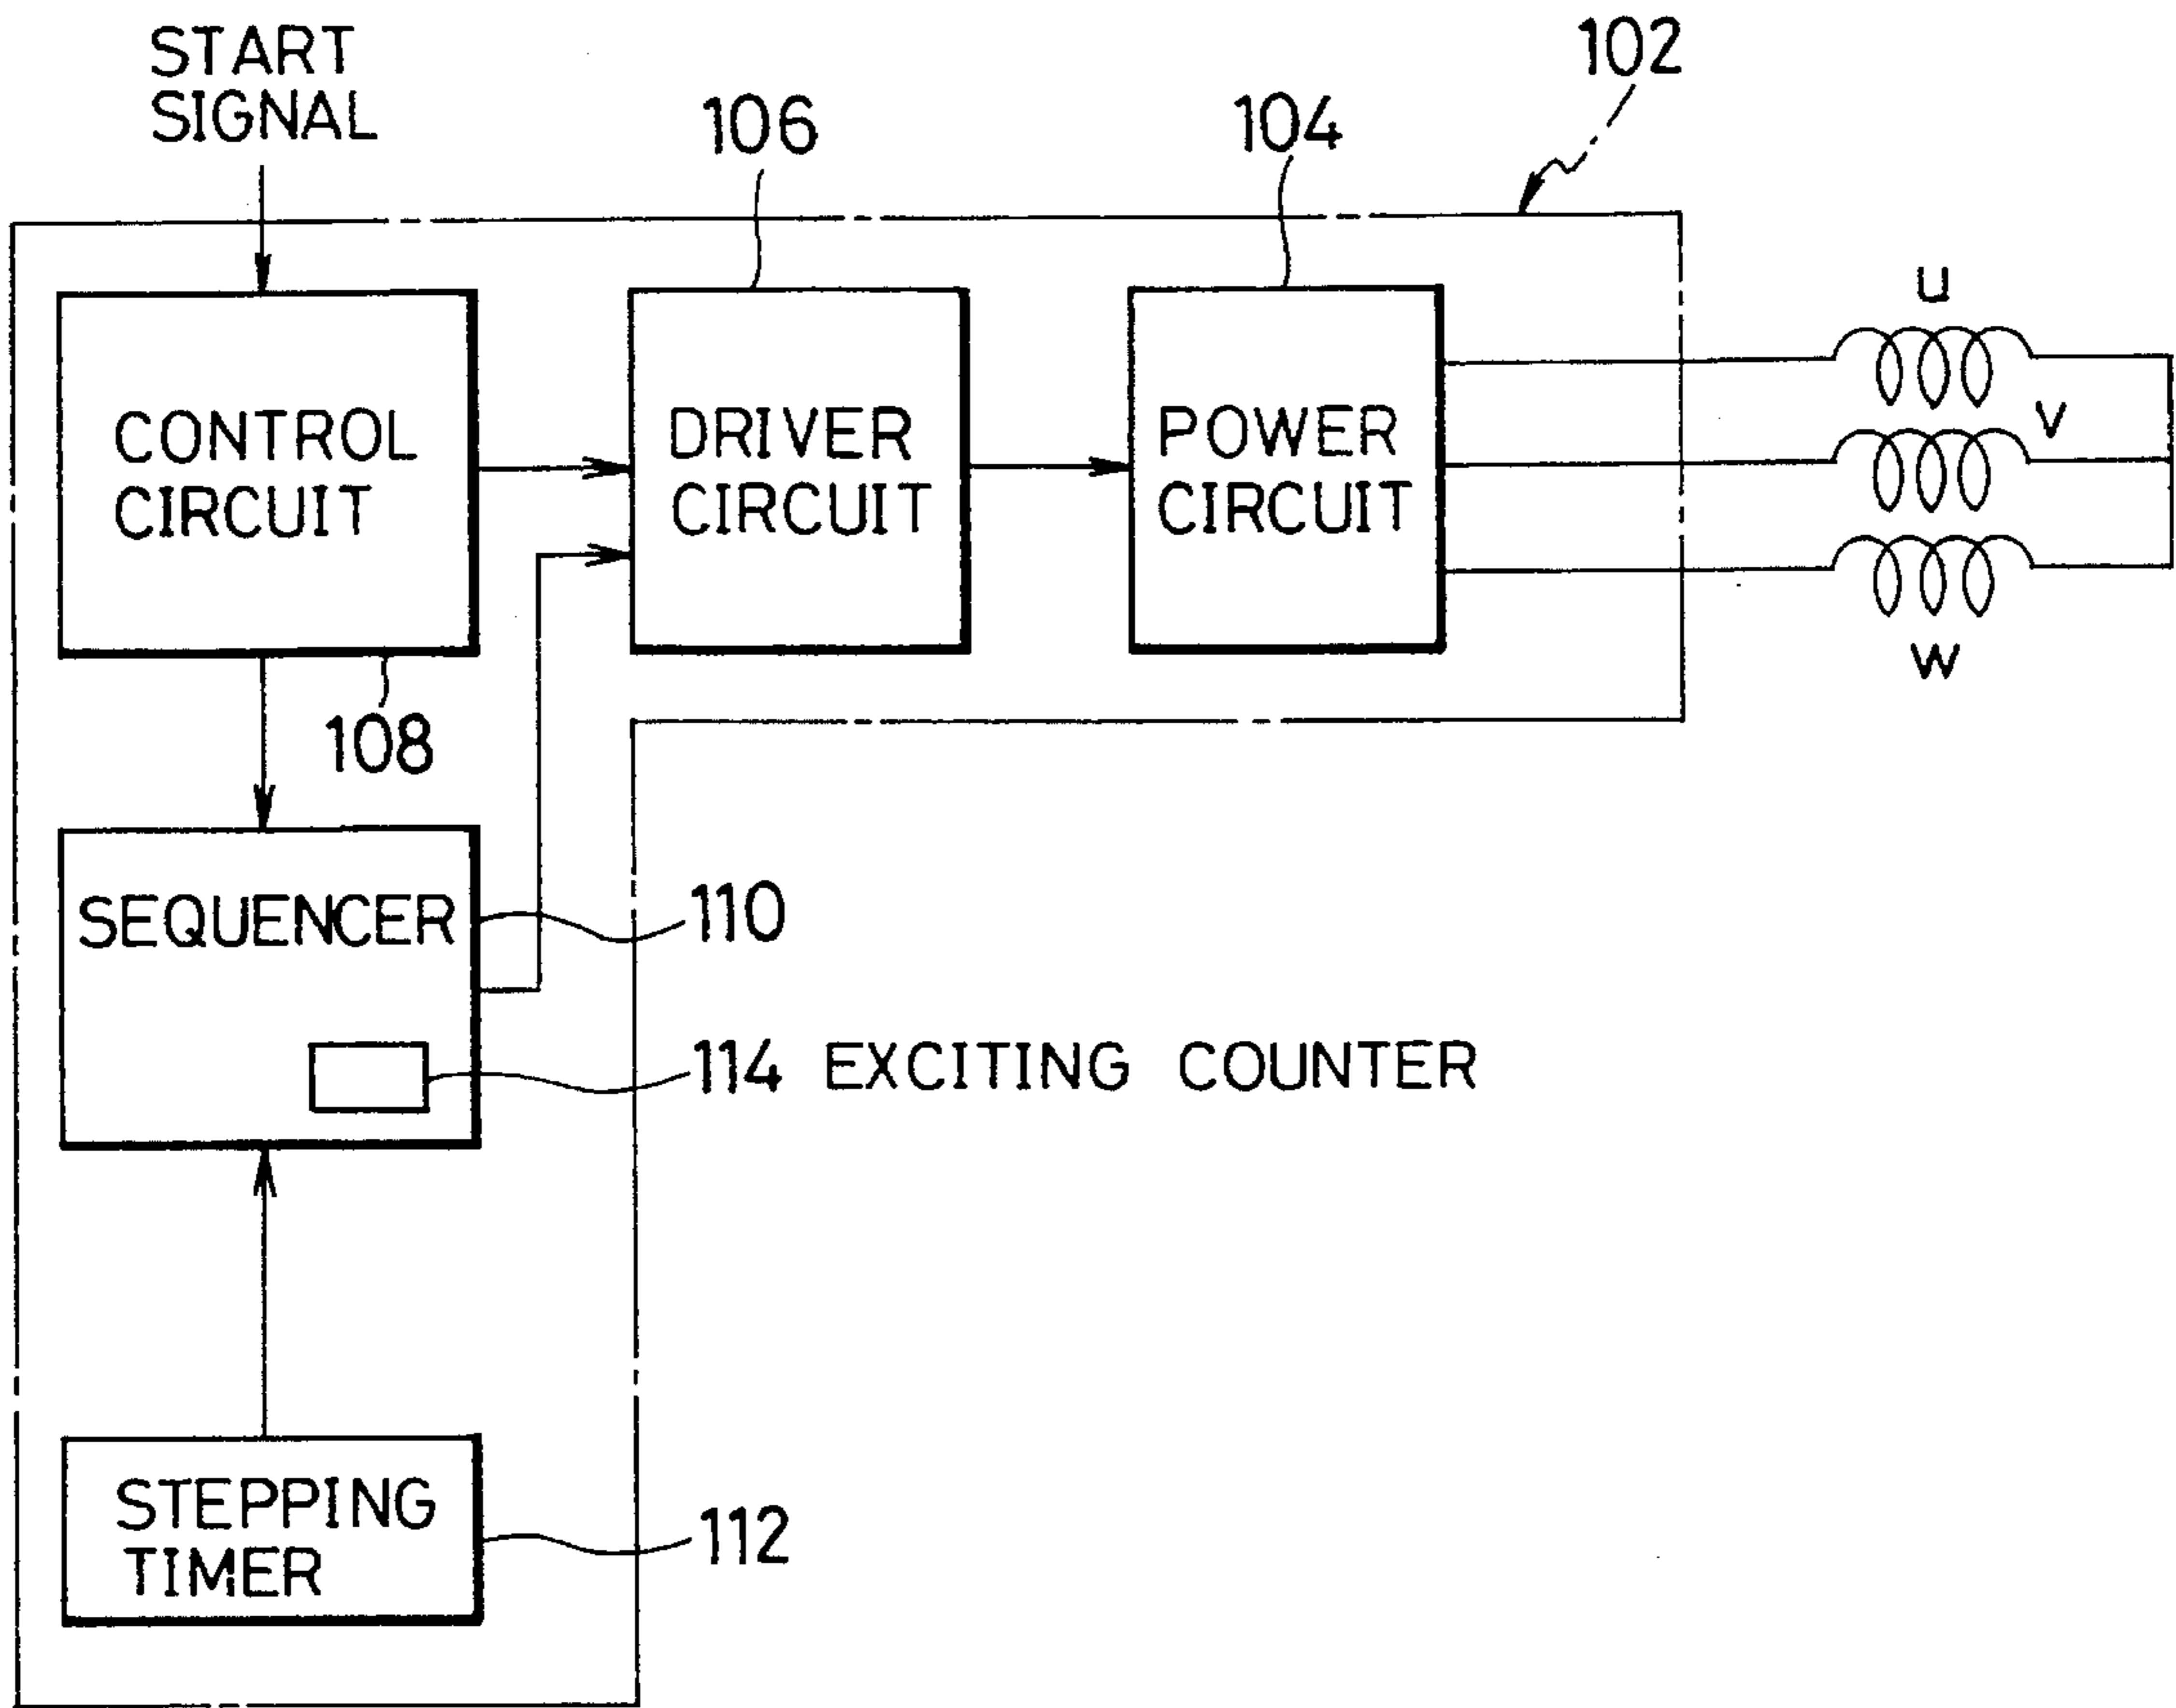 START
SIGNAL
102
106
104
u
CONTROL
CIRCUIT
DRIVER
CIRCUIT
POWER
CIRCUIT
v
w
108
SEQUENCER
110
114 EXCITING COUNTER
STEPPING
TIMER
112